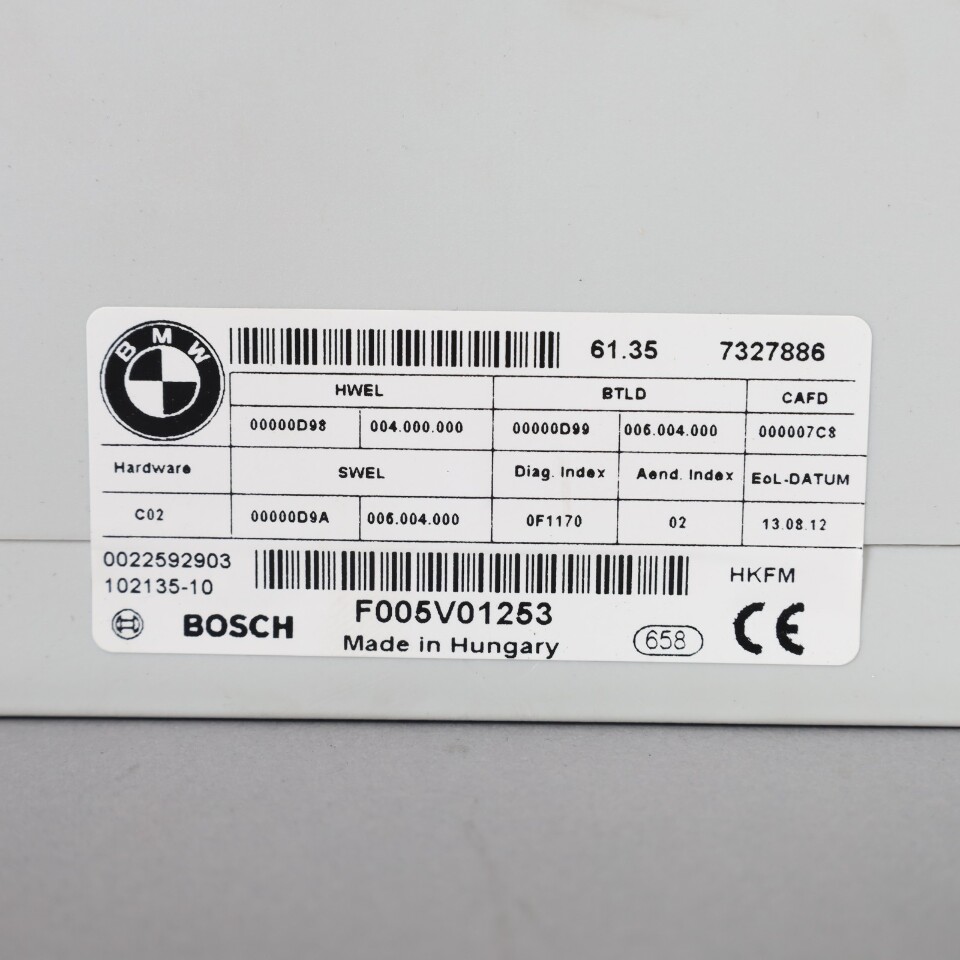 BMW
61.35 7327886
HWEL BTLD CAFD
00000D98 004.000.000 00000D99 006.004.000 000007C8
Hardware SWEL Diag. Index Aend. Index EoL-DATUM
C02 00000D9A 006.004.000 0F1170 02 13.08.12
0022592903
102135-10
HKFM
F005V01253
BOSCH
Made in Hungary
658
CE